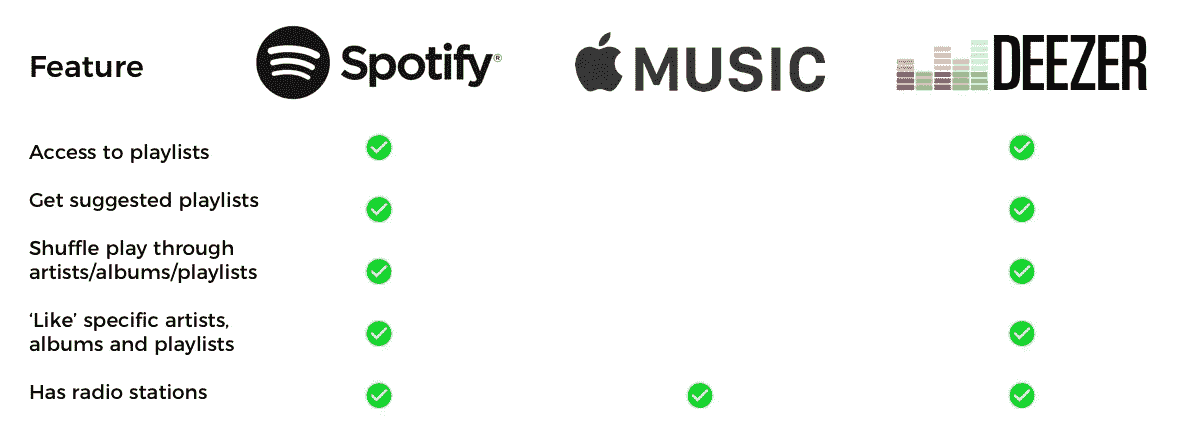 Feature Spotify® MUSIC DEEZER
Access to playlists
Get suggested playlists
Shuffle play through
artists/albums/playlists
‘Like’ specific artists,
albums and playlists
Has radio stations